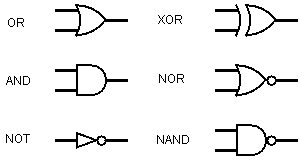 OR XOR
AND NOR
NOT NAND